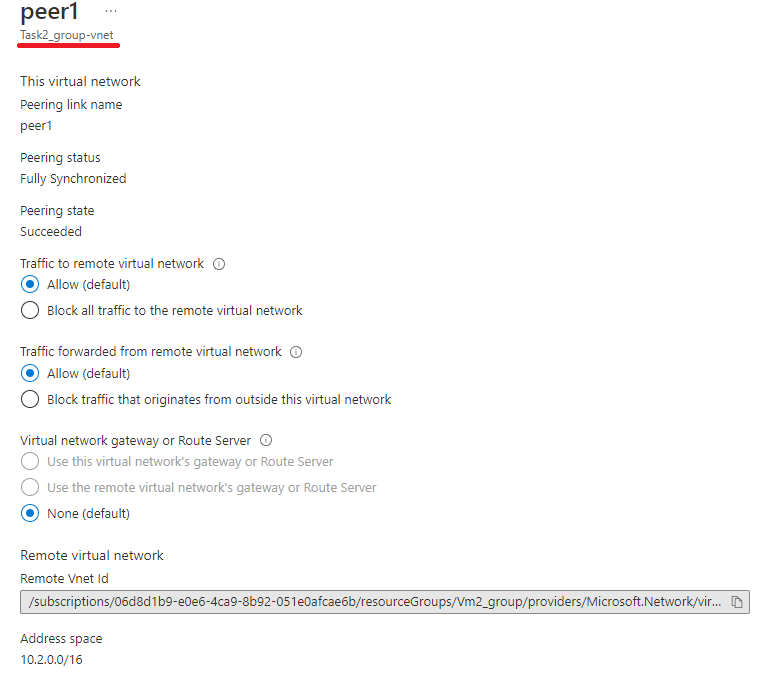 peer1 ...
Task2_group-vnet
This virtual network
Peering link name
peer1
Peering status
Fully Synchronized
Peering state
Succeeded
Traffic to remote virtual network
Allow (default)
Block all traffic to the remote virtual network
Traffic forwarded from remote virtual network
Allow (default)
Block traffic that originates from outside this virtual network
Virtual network gateway or Route Server
Use this virtual network's gateway or Route Server
Use the remote virtual network's gateway or Route Server
None (default)
Remote virtual network
Remote Vnet Id
/subscriptions/06d8d1b9-e0e6-4ca9-8b92-051e0afcae6b/resourceGroups/Vm2_group/providers/Microsoft.Network/vir...
Address space
10.2.0.0/16